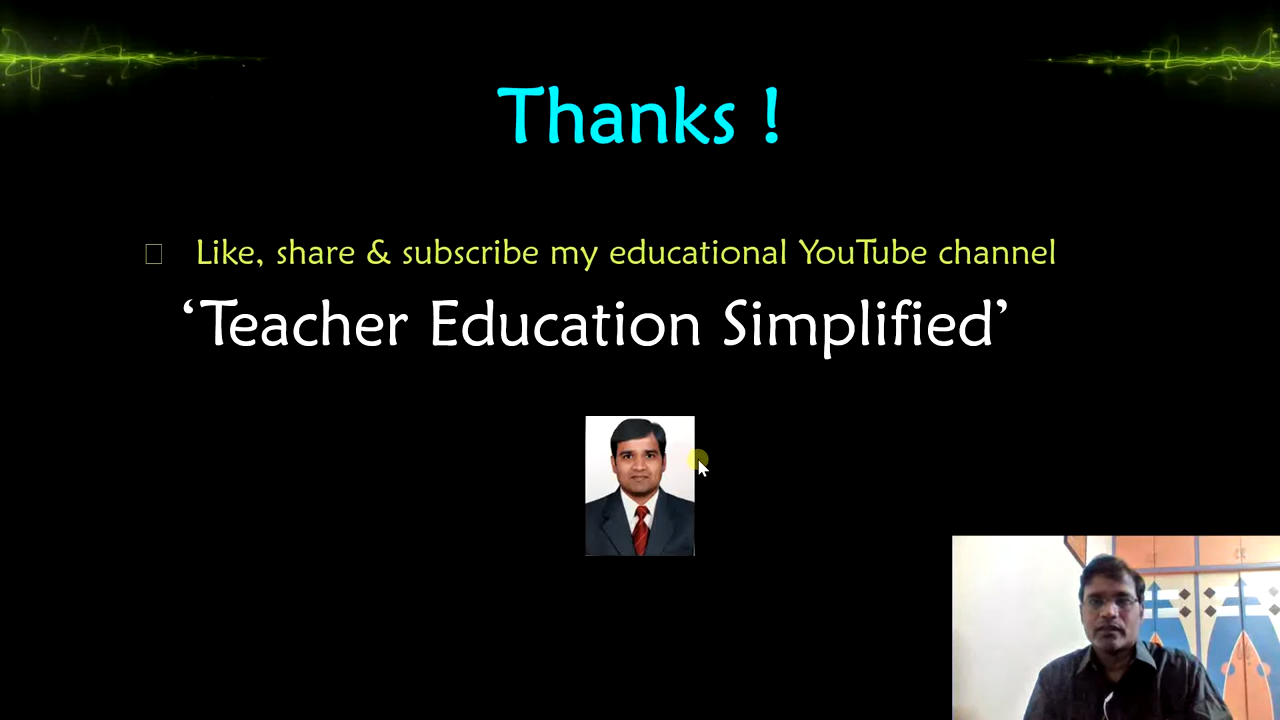 Thanks !
Like, share & subscribe my educational YouTube channel
‘Teacher Education Simplified’